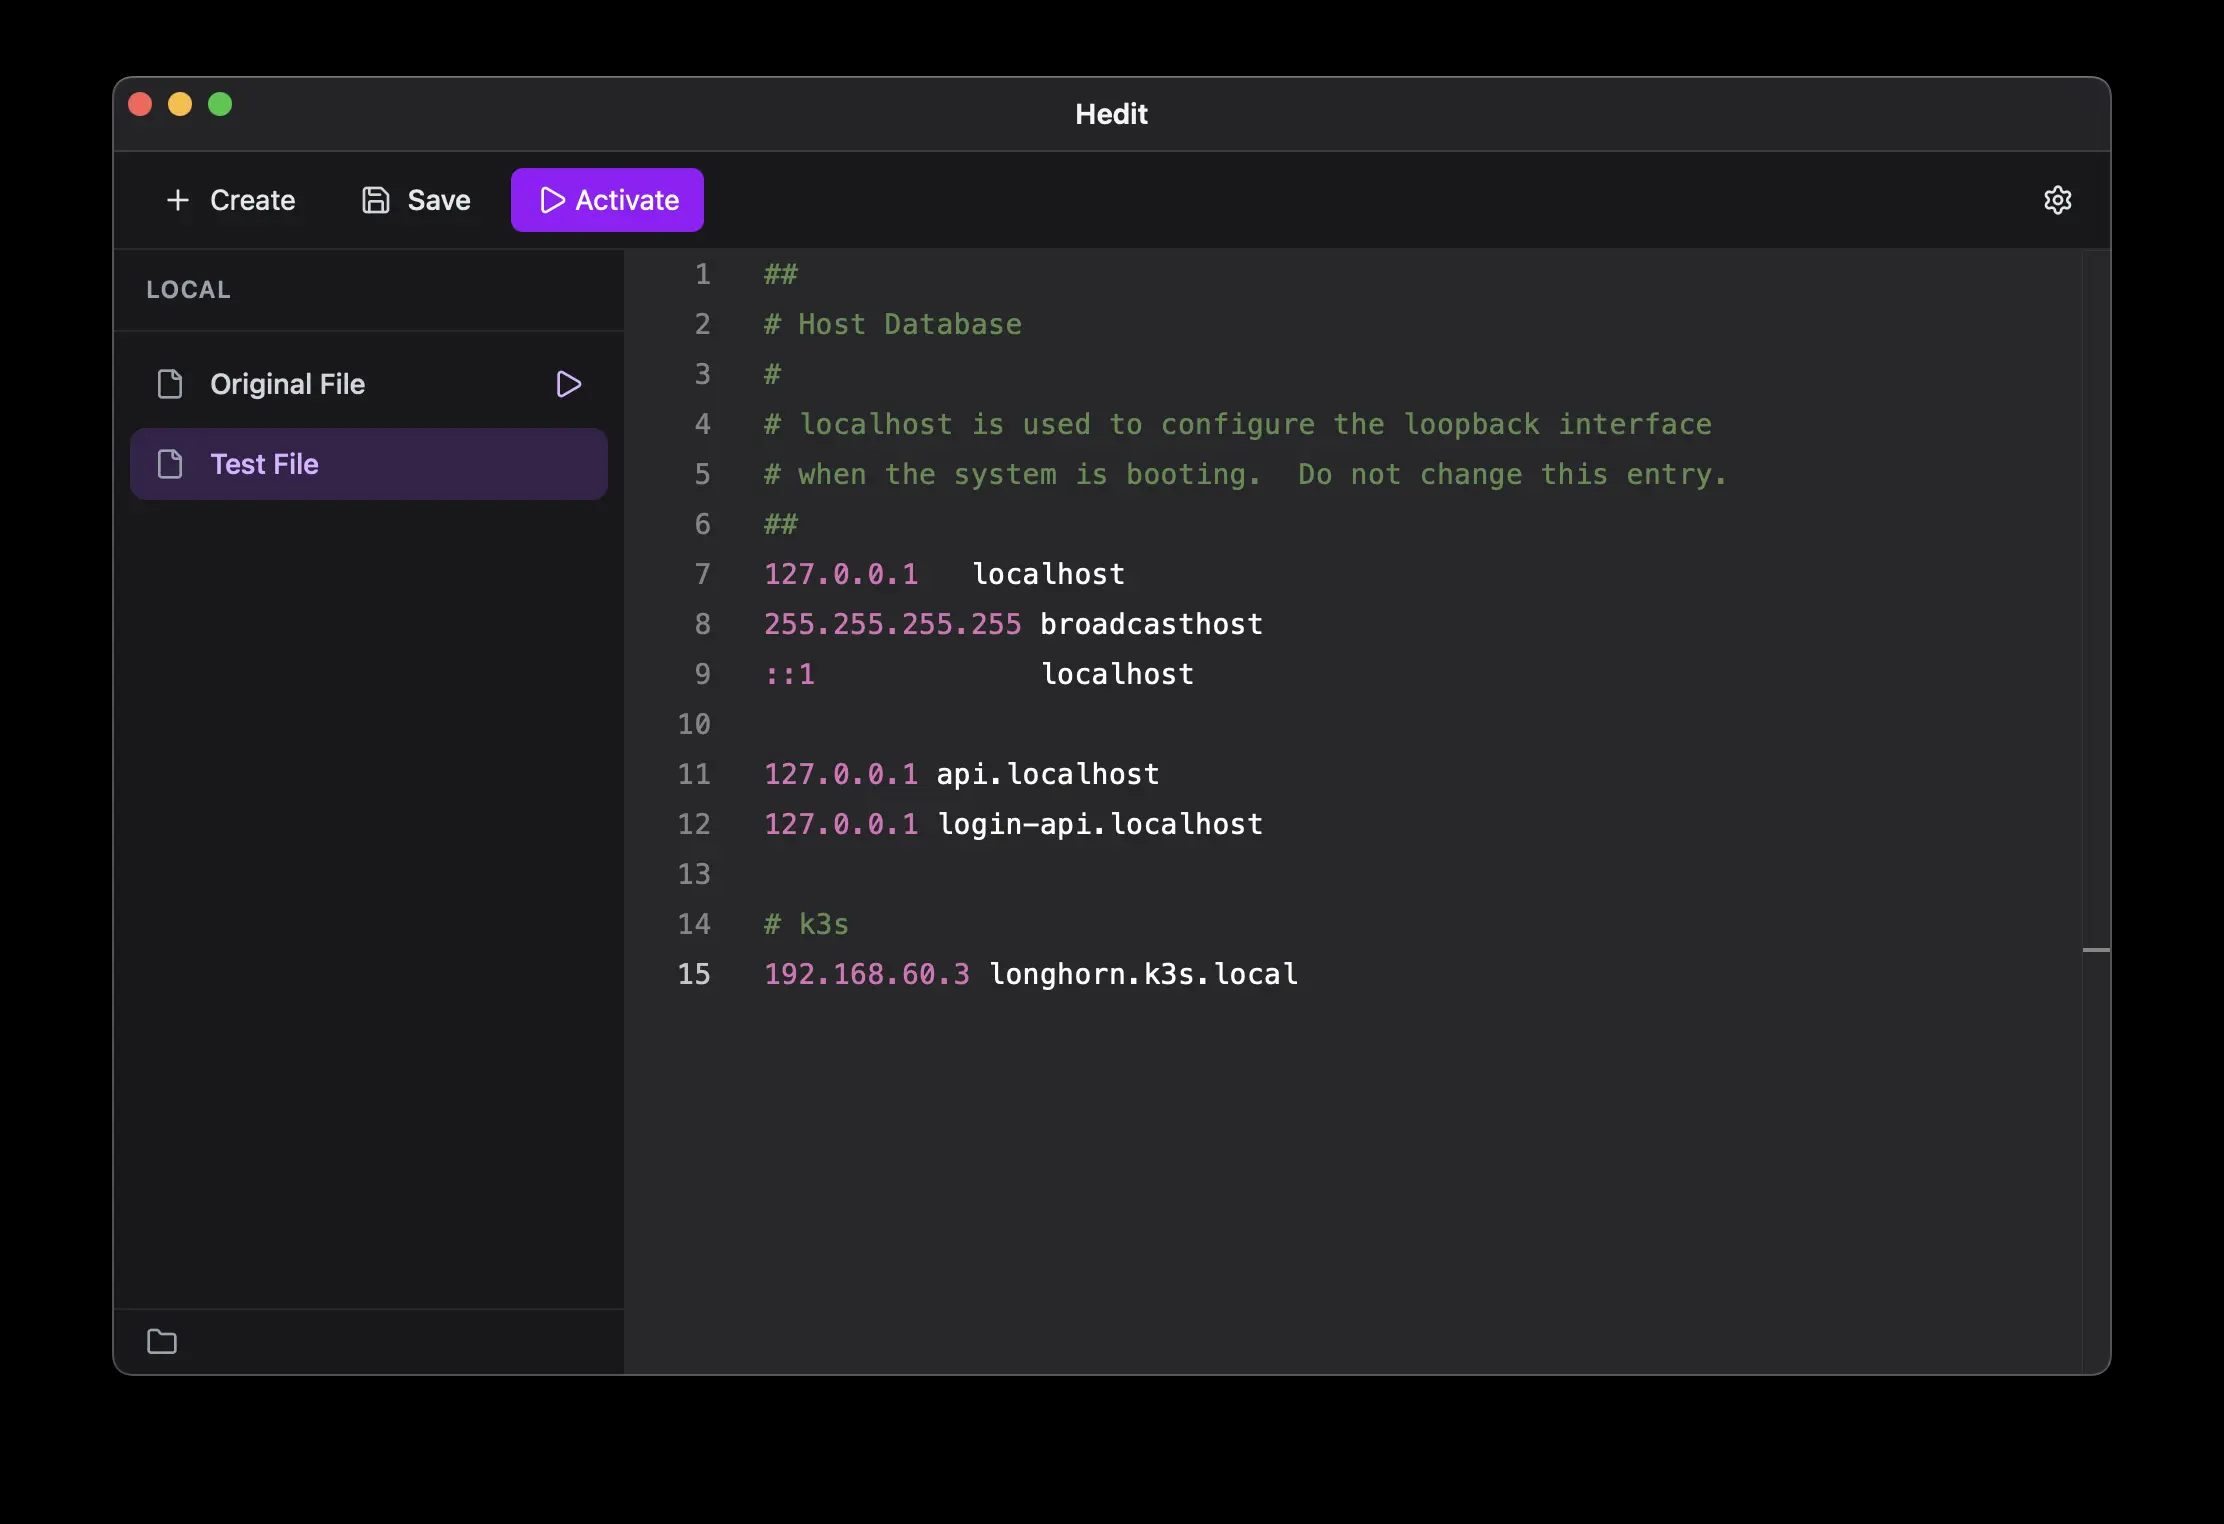 Hedit
Create Save Activate
LOCAL
Original File
Test File
1 ##
2 # Host Database
3 #
4 # localhost is used to configure the loopback interface
5 # when the system is booting.  Do not change this entry.
6 ##
7 127.0.0.1   localhost
8 255.255.255.255 broadcasthost
9 ::1             localhost
10
11 127.0.0.1 api.localhost
12 127.0.0.1 login-api.localhost
13
14 # k3s
15 192.168.60.3 longhorn.k3s.local